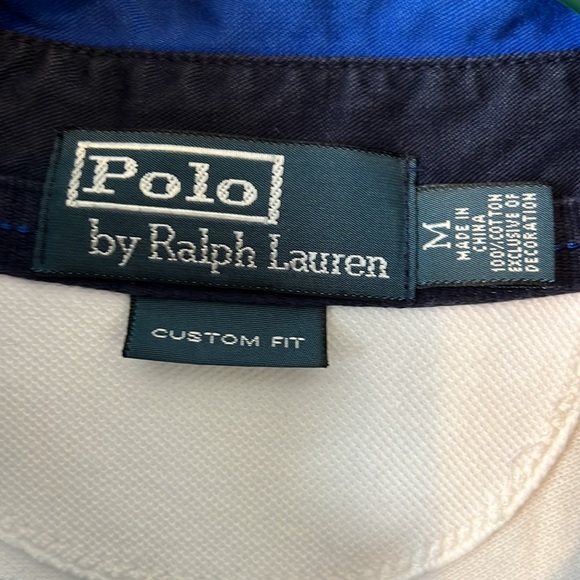 Polo
by Ralph Lauren
M
MADE IN
CHINA
100% COTTON
EXCLUSIVE OF
DECORATION
CUSTOM FIT